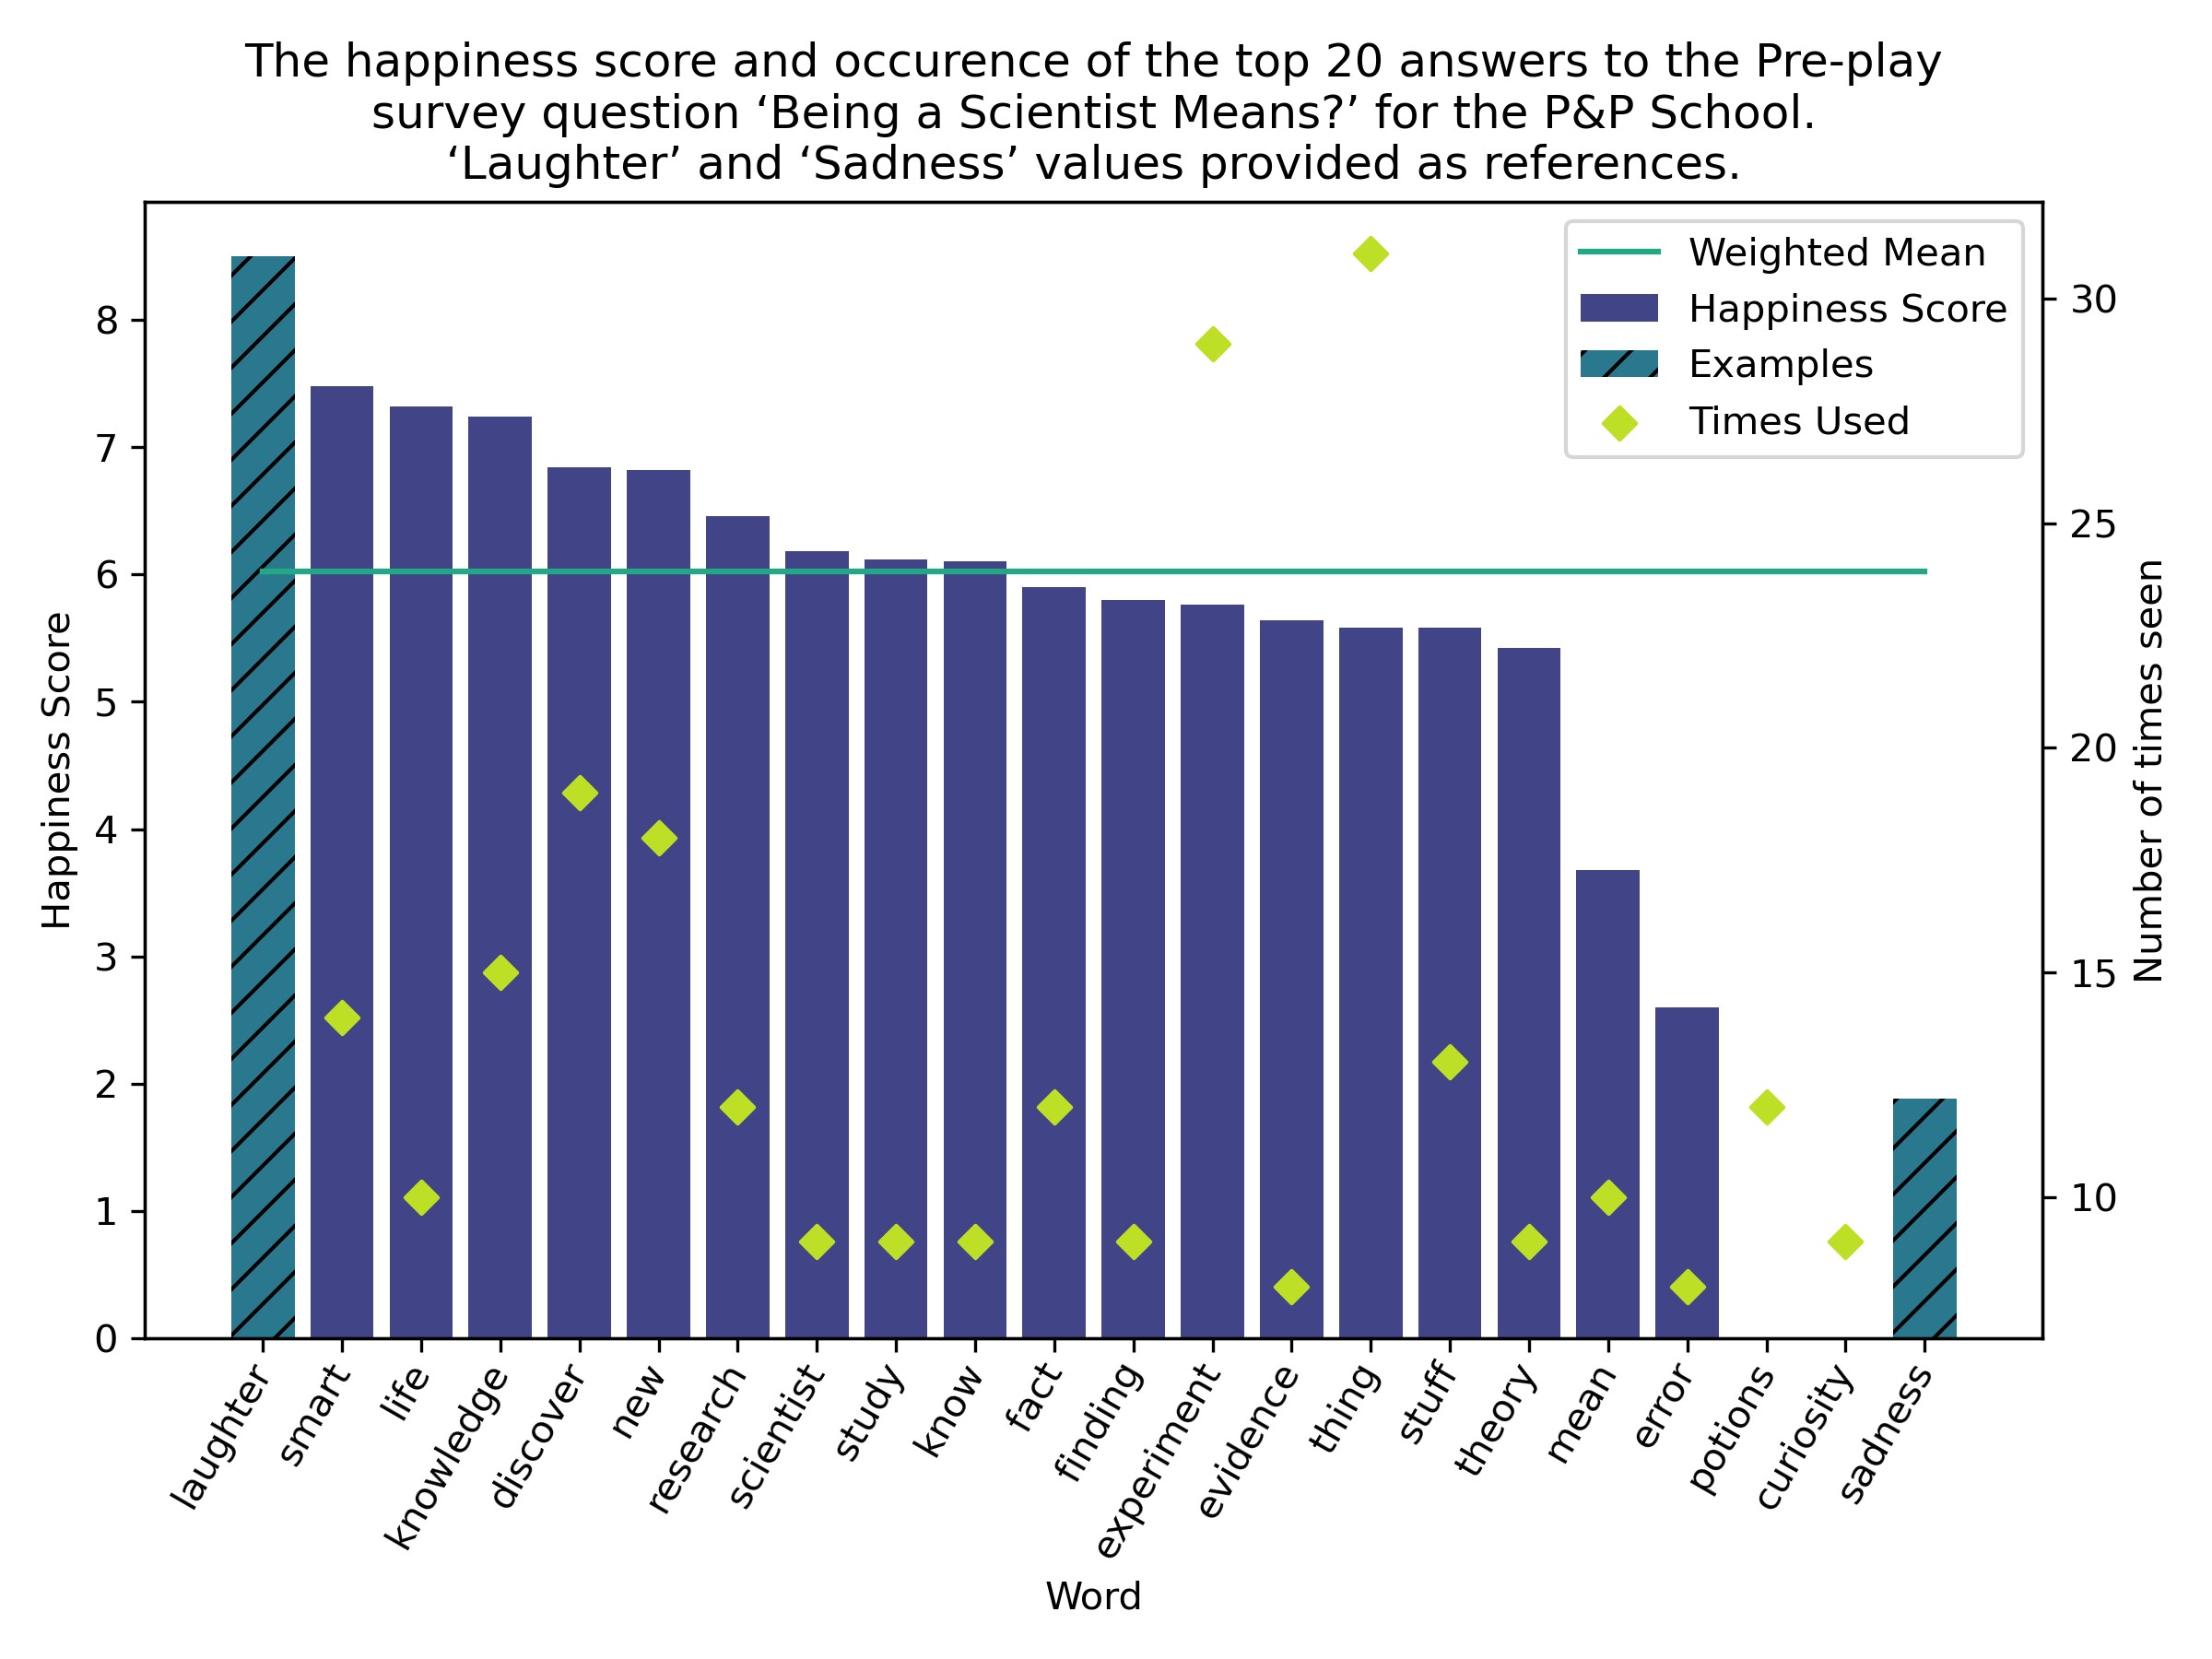 The happiness score and occurence of the top 20 answers to the Pre-play
survey question ‘Being a Scientist Means?’ for the P&P School.
‘Laughter’ and ‘Sadness’ values provided as references.
Weighted Mean
Happiness Score
Examples
Times Used
8
7
6
5
4
3
2
1
0
Happiness Score
30
25
20
15
10
Number of times seen
laughter
smart
life
knowledge
discover
new
research
scientist
study
know
fact
finding
experiment
evidence
thing
stuff
theory
mean
error
potions
curiosity
sadness
Word